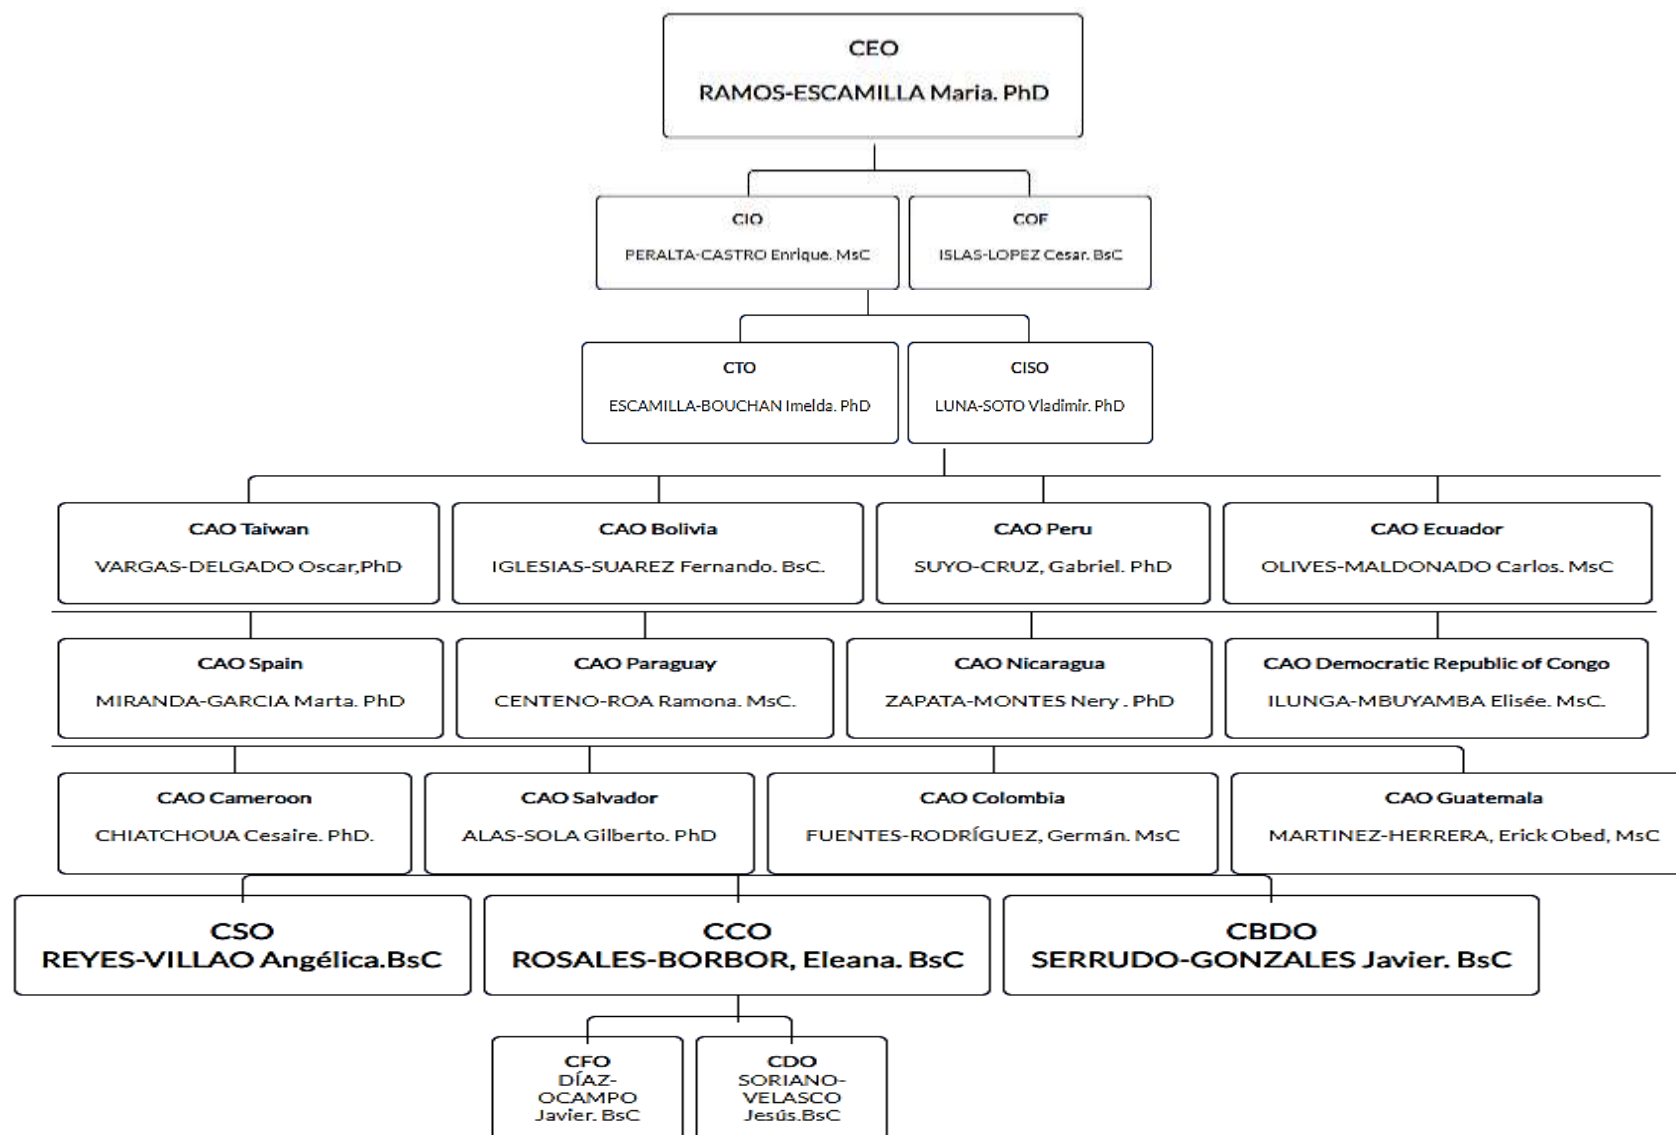 CEO
RAMOS-ESCAMILLA Maria. PhD
CIO
PERALTA-CASTRO Enrique. MsC
COF
ISLAS-LOPEZ Cesar. BsC
CTO
ESCAMILLA-BOUCHAN Imelda. PhD
CISO
LUNA-SOTO Vladimir. PhD
CAO Taiwan
VARGAS-DELGADO Oscar,PhD
CAO Bolivia
IGLESIAS-SUAREZ Fernando. BsC.
CAO Peru
SUYO-CRUZ, Gabriel. PhD
CAO Ecuador
OLIVES-MALDONADO Carlos. MsC
CAO Spain
MIRANDA-GARCIA Marta. PhD
CAO Paraguay
CENTENO-ROA Ramona. MsC.
CAO Nicaragua
ZAPATA-MONTES Nery . PhD
CAO Democratic Republic of Congo
ILUNGA-MBUYAMBA Elisée. MsC.
CAO Cameroon
CHIATCHOUA Cesaire. PhD.
CAO Salvador
ALAS-SOLA Gilberto. PhD
CAO Colombia
FUENTES-RODRÍGUEZ, Germán. MsC
CAO Guatemala
MARTINEZ-HERRERA, Erick Obed, MsC
CSO
REYES-VILLAO Angélica.BsC
CCO
ROSALES-BORBOR, Eleana. BsC
CBDO
SERRUDO-GONZALES Javier. BsC
CFO
DÍAZ-
OCAMPO
Javier. BsC
CDO
SORIANO-
VELASCO
Jesús.BsC